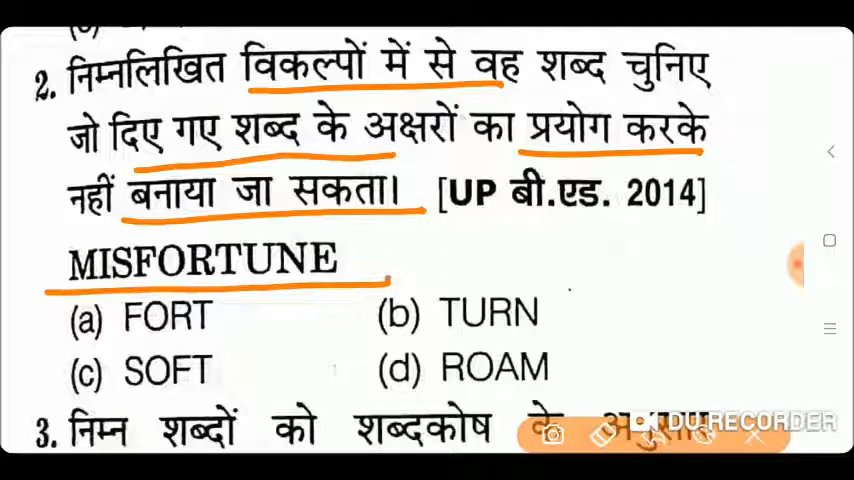 2. निम्नलिखित विकल्पों में से वह शब्द चुनिए
जो दिए गए शब्द के अक्षरों का प्रयोग करके
नहीं बनाया जा सकता। [UP बी.एड. 2014]
MISFORTUNE
(a) FORT (b) TURN
(c) SOFT (d) ROAM
3. निम्न शब्दों को शब्दकोष के अनुसार
DU RECORDER